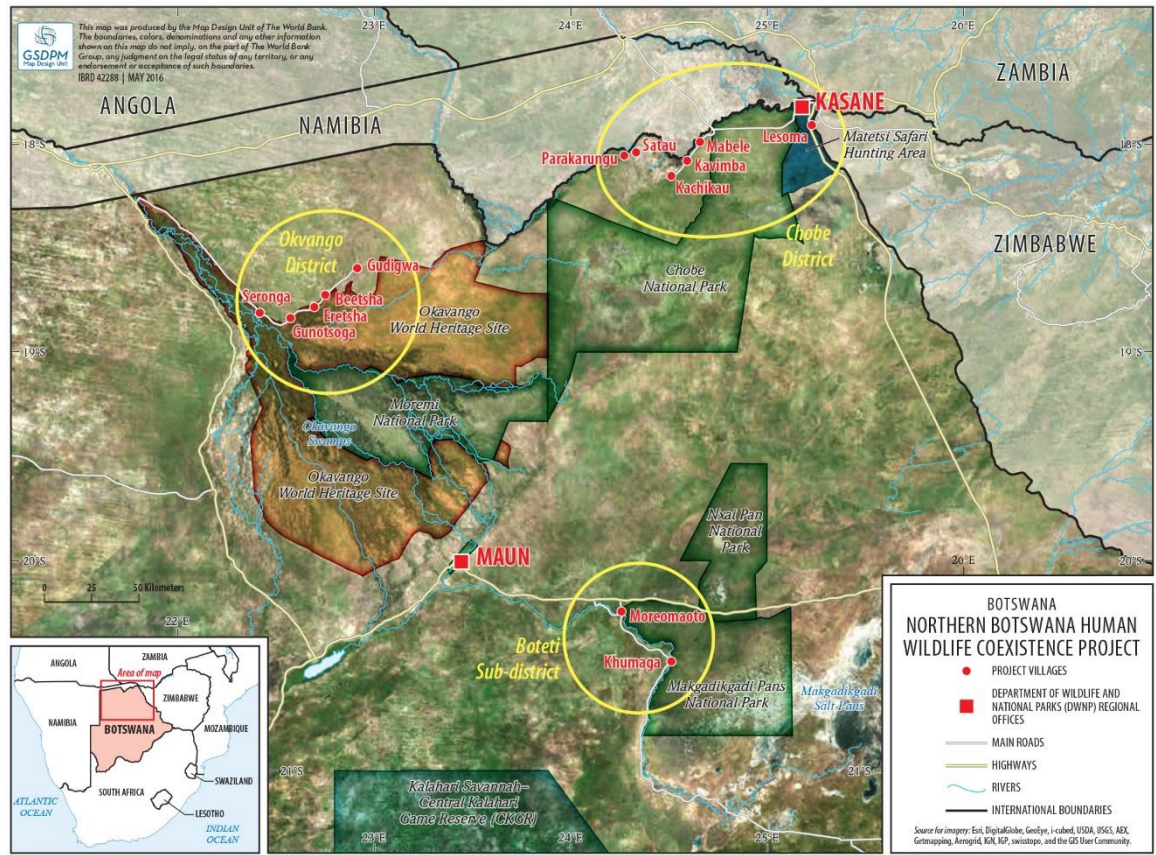 GSDPM
Map Design Unit
This map was produced by the Map Design Unit of The World Bank.
The boundaries, colors, denominations and any other information
shown on this map do not imply, on the part of The World Bank
Group, any judgment on the legal status of any territory, or any
endorsement or acceptance of such boundaries.
IBRD 42288 | MAY 2016
23°E
24°E
25°E
ANGOLA
NAMIBIA
ZAMBIA
KASANE
Lesoma
Matetsi Safari
Hunting Area
18°S
18°S
Parakarungu
Satau
Mabele
Kavimba
Kachikau
Okvango
District
Chobe
District
ZIMBABWE
Gudigwa
Chobe
National Park
Seronga
Beetsha
Eretsha
Gunotsoga
Okavango
World Heritage Site
19°S
19°S
Moremi
National Park
Okavango
Swamps
Okavango
World Heritage Site
Nxai Pan
National
Park
MAUN
20°S
26°E
20°S
0 25 50 Kilometers
22°E
Moreomaoto
Boteti
Sub-district
Khumaga
Makgadikgadi Pans
National Park
Makgadikgadi
Salt Pans
21°S
21°S
Kalahari Savannah–
Central Kalahari
Game Reserve (CKGR)
23°E
24°E
25°E
ANGOLA
ZAMBIA
Area of map
ZIMBABWE
NAMIBIA
BOTSWANA
MOZAMBIQUE
SWAZILAND
SOUTH AFRICA
LESOTHO
ATLANTIC
OCEAN
INDIAN
OCEAN
BOTSWANA
NORTHERN BOTSWANA HUMAN
WILDLIFE COEXISTENCE PROJECT
PROJECT VILLAGES
DEPARTMENT OF WILDLIFE AND
NATIONAL PARKS (DWNP) REGIONAL
OFFICES
MAIN ROADS
HIGHWAYS
RIVERS
INTERNATIONAL BOUNDARIES
Source for imagery: Esri, DigitalGlobe, GeoEye, i-cubed, USDA, USGS, AEX,
Getmapping, Aerogrid, IGN, IGP, swisstopo, and the GIS User Community.